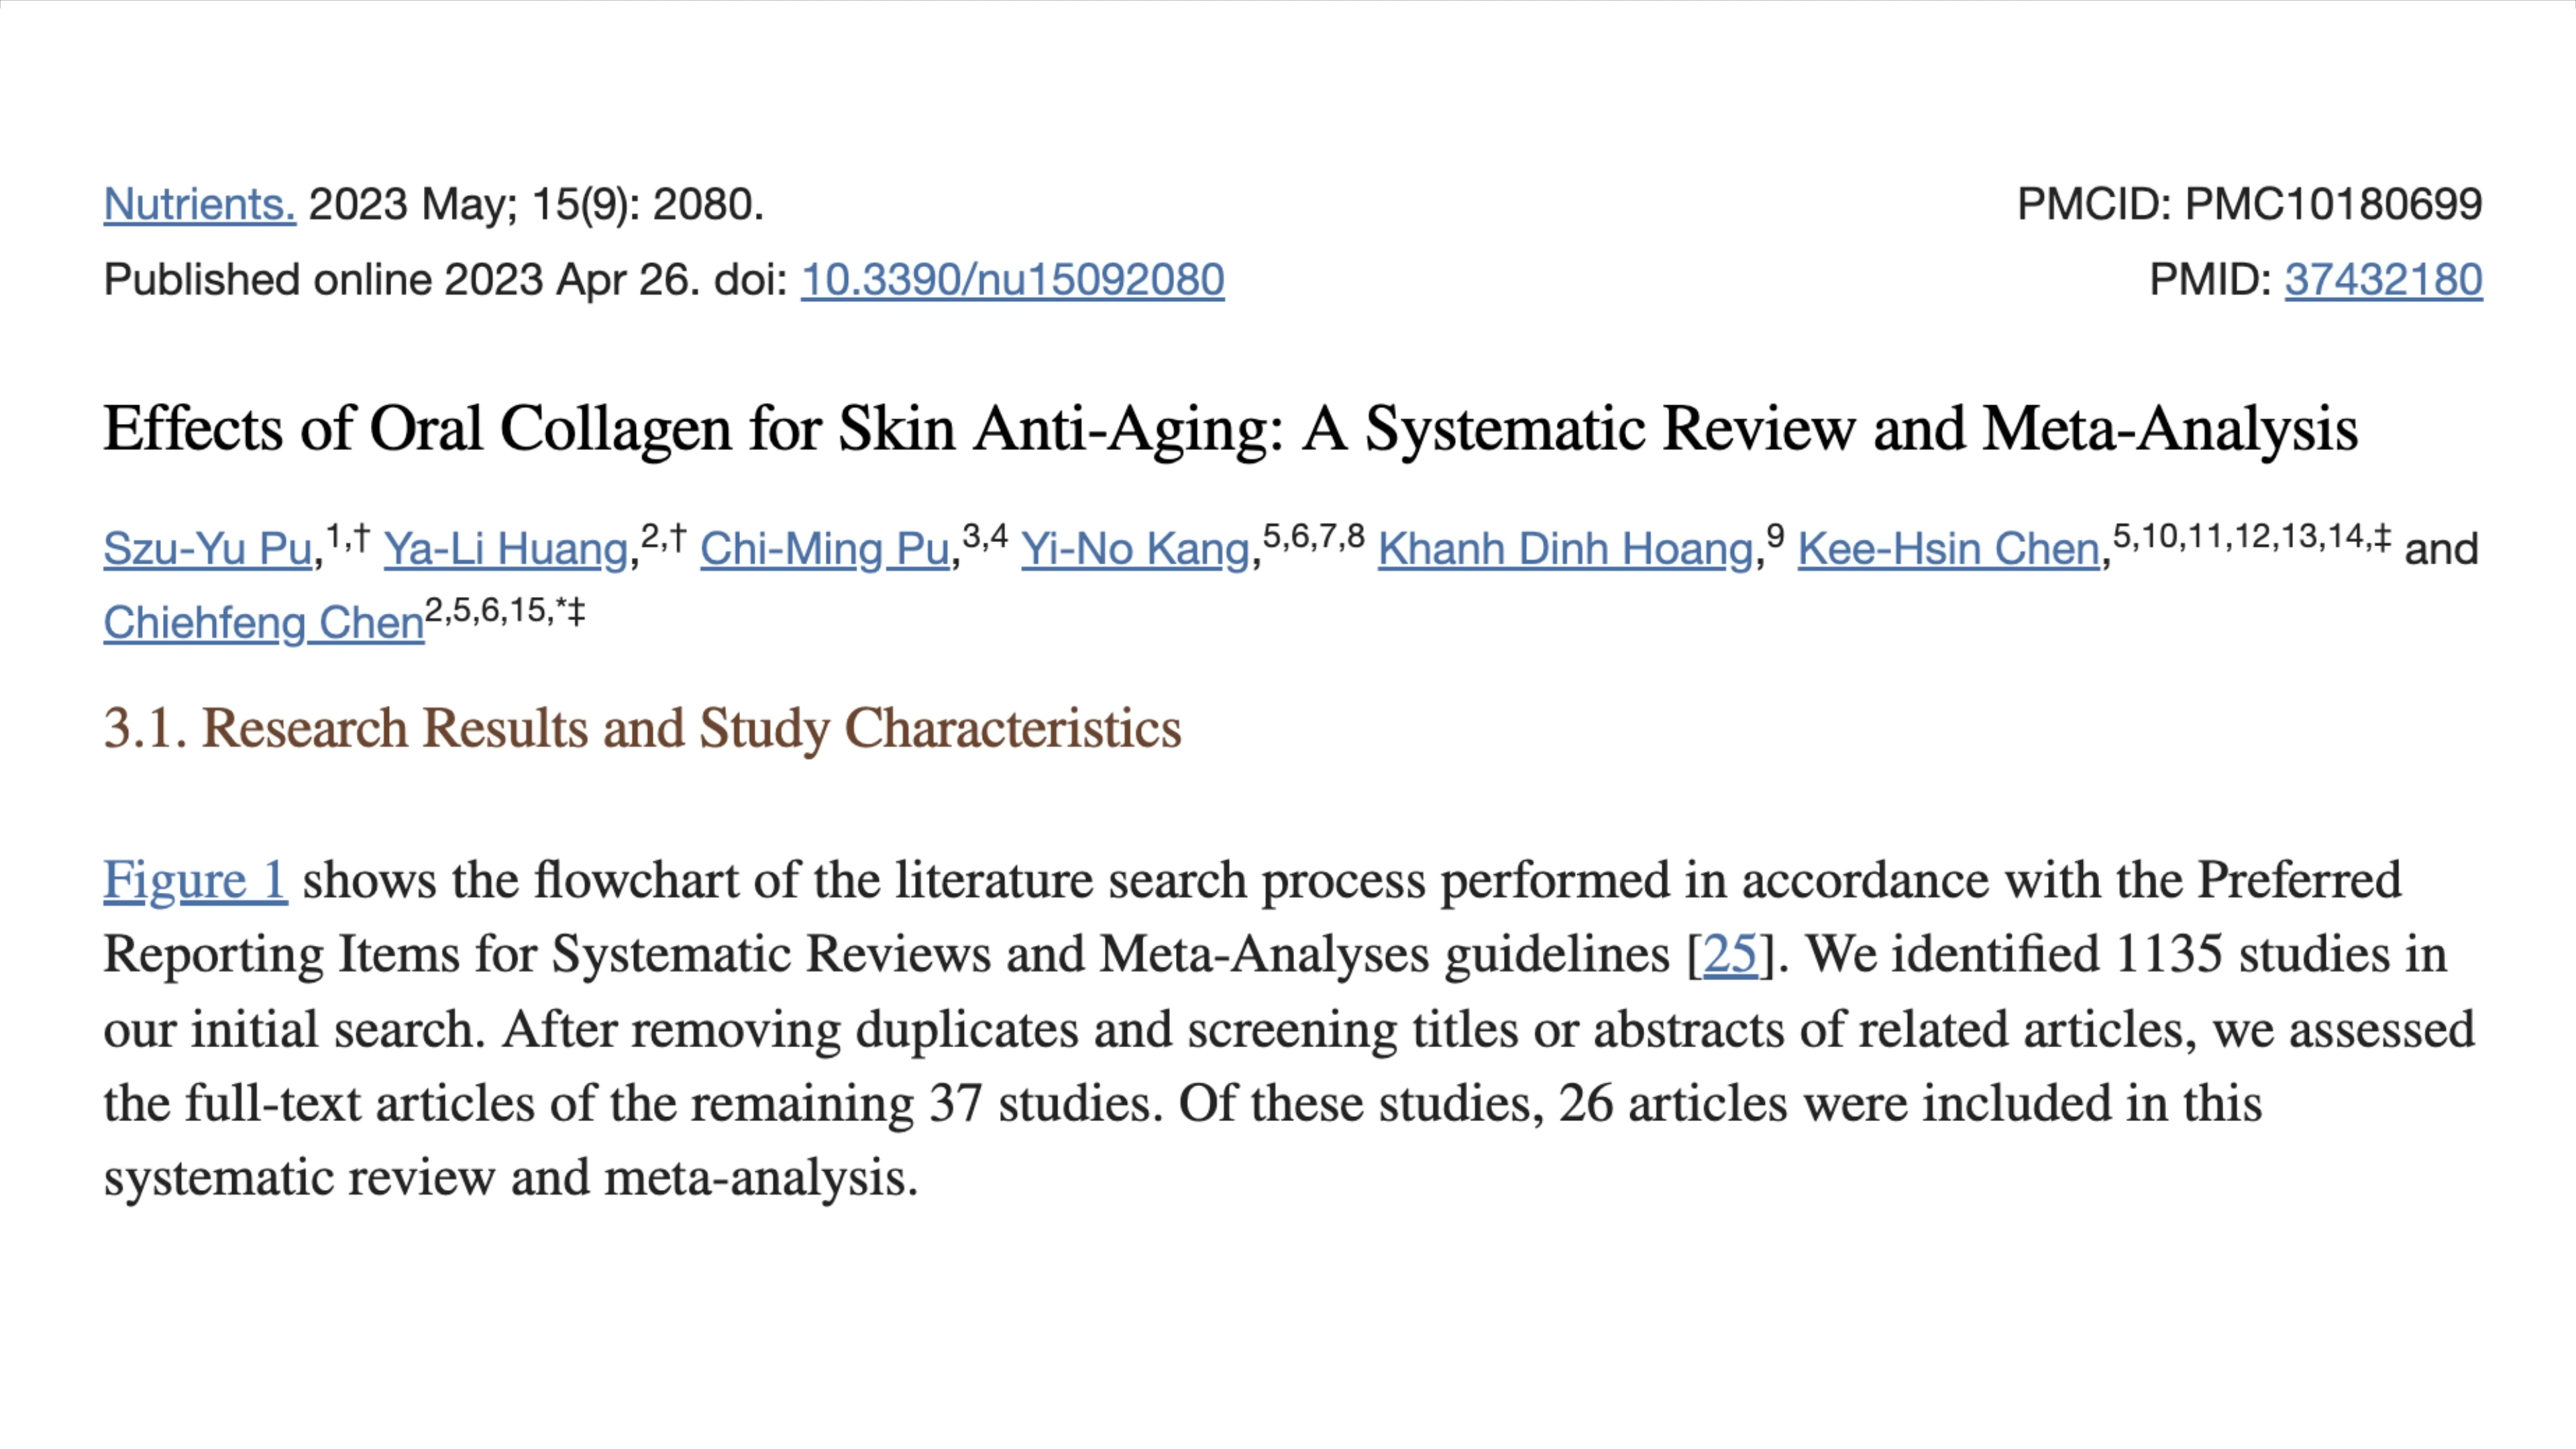 Nutrients. 2023 May; 15(9): 2080.
PMCID: PMC10180699
Published online 2023 Apr 26. doi: 10.3390/nu15092080
PMID: 37432180
Effects of Oral Collagen for Skin Anti-Aging: A Systematic Review and Meta-Analysis
Szu-Yu Pu,1,† Ya-Li Huang,2,† Chi-Ming Pu,3,4 Yi-No Kang,5,6,7,8 Khanh Dinh Hoang,9 Kee-Hsin Chen,5,10,11,12,13,14,‡ and
Chiehfeng Chen2,5,6,15,*‡
3.1. Research Results and Study Characteristics
Figure 1 shows the flowchart of the literature search process performed in accordance with the Preferred
Reporting Items for Systematic Reviews and Meta-Analyses guidelines [25]. We identified 1135 studies in
our initial search. After removing duplicates and screening titles or abstracts of related articles, we assessed
the full-text articles of the remaining 37 studies. Of these studies, 26 articles were included in this
systematic review and meta-analysis.